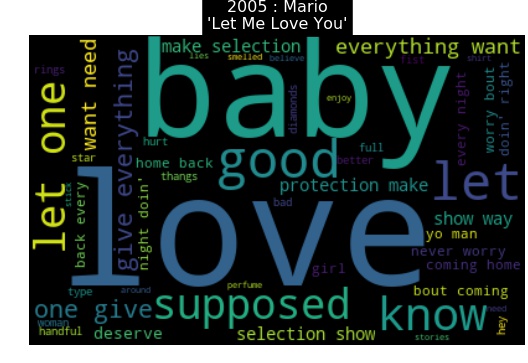 2005 : Mario
'Let Me Love You'
make selection
everything want
lies
smelled
believe
fist
shirt
rings
baby
want need
let one
give everything
diamonds
enjoy
every night
worry bout
doin' right
hurt
star
home back
good
full
better
thangs
protection make
let
stick
back every
night doin'
love
bad
show way
yo man
girl
never worry
coming home
perfume
type
around
bout coming
one give
supposed
know
need
hey
woman
handful
deserve
selection show
stories